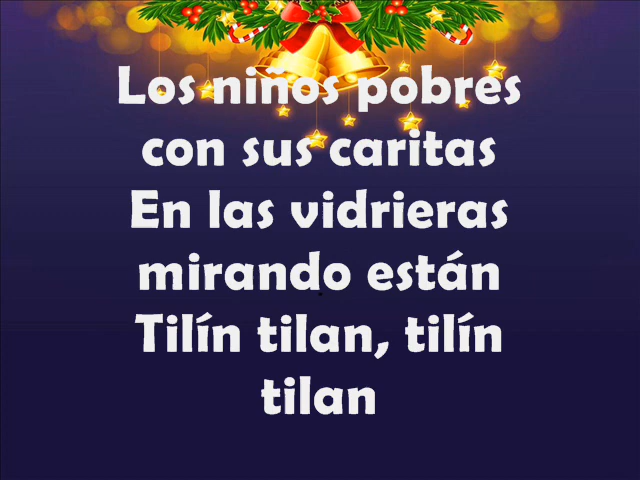 Los niños pobres
con sus caritas
En las vidrieras
mirando están
Tilín tilan, tilín
tilan